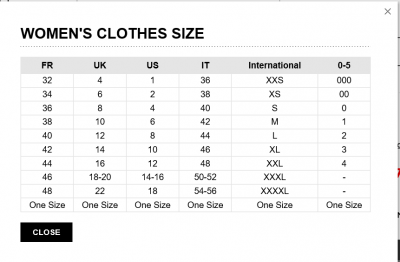 ×
WOMEN'S CLOTHES SIZE
FR UK US IT International 0-5
32 4 1 36 XXS 000
34 6 2 38 XS 00
36 8 4 40 S 0
38 10 6 42 M 1
40 12 8 44 L 2
42 14 10 46 XL 3
44 16 12 48 XXL 4
46 18-20 14-16 50-52 XXXL -
48 22 18 54-56 XXXXL -
One Size One Size One Size One Size One Size One Size
CLOSE